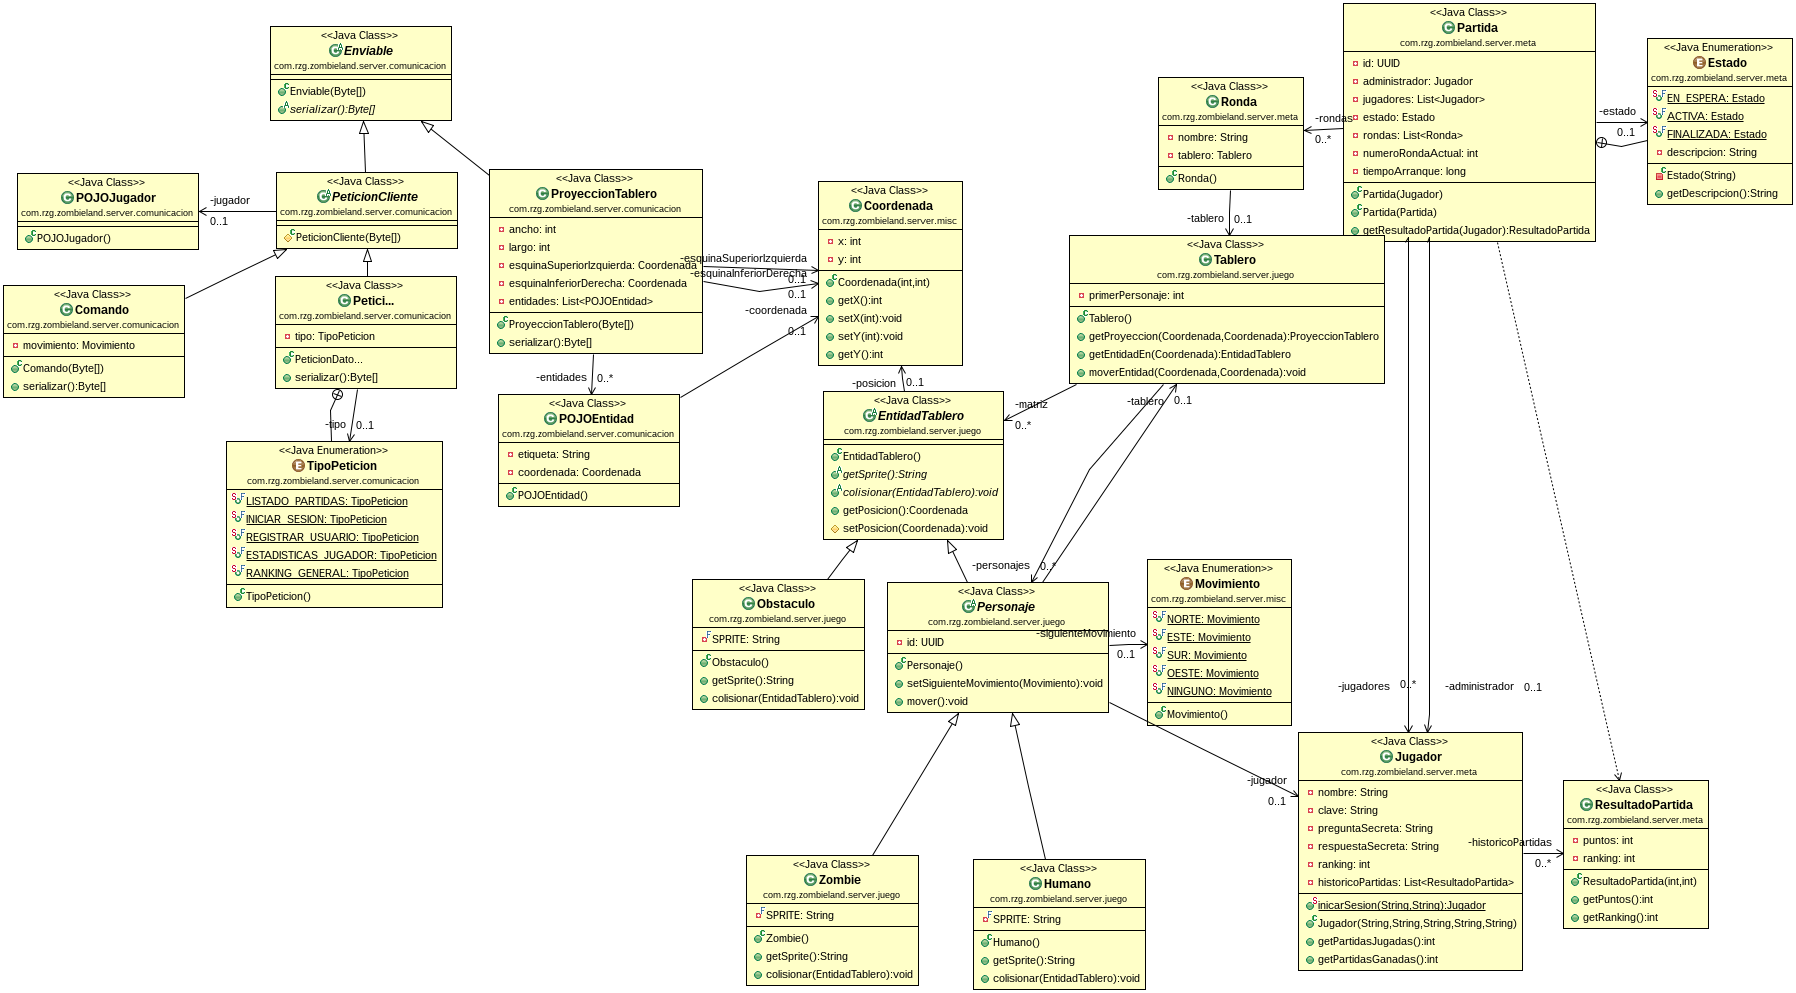 <<Java Class>>
Enviable
com.rzg.zombieland.server.comunicacion
Enviable(Byte[])
serializar():Byte[]
<<Java Class>>
POJOJugador
com.rzg.zombieland.server.comunicacion
POJOJugador()
-jugador
0..1
<<Java Class>>
PeticionCliente
com.rzg.zombieland.server.comunicacion
PeticionCliente(Byte[])
<<Java Class>>
Comando
com.rzg.zombieland.server.comunicacion
movimiento: Movimiento
Comando(Byte[])
serializar():Byte[]
<<Java Class>>
Petici...
com.rzg.zombieland.server.comunicacion
tipo: TipoPeticion
PeticionDato...
serializar():Byte[]
-tipo
0..1
<<Java Enumeration>>
TipoPeticion
com.rzg.zombieland.server.comunicacion
LISTADO_PARTIDAS: TipoPeticion
INICIAR_SESION: TipoPeticion
REGISTRAR_USUARIO: TipoPeticion
ESTADISTICAS_JUGADOR: TipoPeticion
RANKING_GENERAL: TipoPeticion
TipoPeticion()
<<Java Class>>
ProyeccionTablero
com.rzg.zombieland.server.comunicacion
ancho: int
largo: int
esquinaSuperiorIzquierda: Coordenada
esquinaInferiorDerecha: Coordenada
entidades: List<POJOEntidad>
ProyeccionTablero(Byte[])
serializar():Byte[]
-esquinaSuperiorIzquierda
0..1
-esquinaInferiorDerecha
0..1
-entidades
0..*
<<Java Class>>
POJOEntidad
com.rzg.zombieland.server.comunicacion
etiqueta: String
coordenada: Coordenada
POJOEntidad()
-coordenada
0..1
<<Java Class>>
Coordenada
com.rzg.zombieland.server.misc
x: int
y: int
Coordenada(int,int)
getX():int
setX(int):void
setY(int):void
getY():int
-posicion
0..1
<<Java Class>>
EntidadTablero
com.rzg.zombieland.server.juego
EntidadTablero()
getSprite():String
colisionar(EntidadTablero):void
getPosicion():Coordenada
setPosicion(Coordenada):void
<<Java Class>>
Obstaculo
com.rzg.zombieland.server.juego
SPRITE: String
Obstaculo()
getSprite():String
colisionar(EntidadTablero):void
<<Java Class>>
Personaje
com.rzg.zombieland.server.juego
id: UUID
Personaje()
setSiguienteMovimiento(Movimiento):void
mover():void
-siguienteMovimiento
0..1
<<Java Enumeration>>
Movimiento
com.rzg.zombieland.server.misc
NORTE: Movimiento
ESTE: Movimiento
SUR: Movimiento
OESTE: Movimiento
NINGUNO: Movimiento
Movimiento()
<<Java Class>>
Zombie
com.rzg.zombieland.server.juego
SPRITE: String
Zombie()
getSprite():String
colisionar(EntidadTablero):void
<<Java Class>>
Humano
com.rzg.zombieland.server.juego
SPRITE: String
Humano()
getSprite():String
colisionar(EntidadTablero):void
<<Java Class>>
Ronda
com.rzg.zombieland.server.meta
nombre: String
tablero: Tablero
Ronda()
-tablero
0..1
<<Java Class>>
Tablero
com.rzg.zombieland.server.juego
primerPersonaje: int
Tablero()
getProyeccion(Coordenada,Coordenada):ProyeccionTablero
getEntidadEn(Coordenada):EntidadTablero
moverEntidad(Coordenada,Coordenada):void
-matriz
0..*
-tablero
0..1
-personajes
0..*
<<Java Class>>
Partida
com.rzg.zombieland.server.meta
id: UUID
administrador: Jugador
jugadores: List<Jugador>
estado: Estado
rondas: List<Ronda>
numeroRondaActual: int
tiempoArranque: long
Partida(Jugador)
Partida(Partida)
getResultadoPartida(Jugador):ResultadoPartida
-rondas
0..*
-estado
0..1
<<Java Enumeration>>
Estado
com.rzg.zombieland.server.meta
EN_ESPERA: Estado
ACTIVA: Estado
FINALIZADA: Estado
descripcion: String
Estado(String)
getDescripcion():String
-jugadores
0..*
-administrador
0..1
-jugador
0..1
<<Java Class>>
Jugador
com.rzg.zombieland.server.meta
nombre: String
clave: String
preguntaSecreta: String
respuestaSecreta: String
ranking: int
historicoPartidas: List<ResultadoPartida>
inicarSesion(String,String):Jugador
Jugador(String,String,String,String,String)
getPartidasJugadas():int
getPartidasGanadas():int
-historicoPartidas
0..*
<<Java Class>>
ResultadoPartida
com.rzg.zombieland.server.meta
puntos: int
ranking: int
ResultadoPartida(int,int)
getPuntos():int
getRanking():int